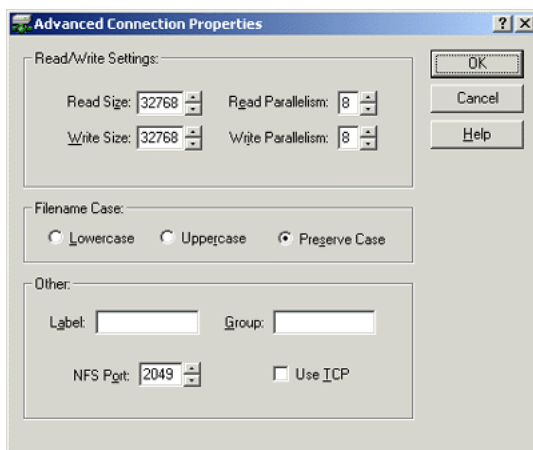 Advanced Connection Properties
Read/Write Settings:
OK
Read Size: 32768 Read Parallelism: 8
Cancel
Write Size: 32768 Write Parallelism: 8
Help
Filename Case:
Lowercase Uppercase Preserve Case
Other:
Label: Group:
NFS Port: 2049 Use TCP